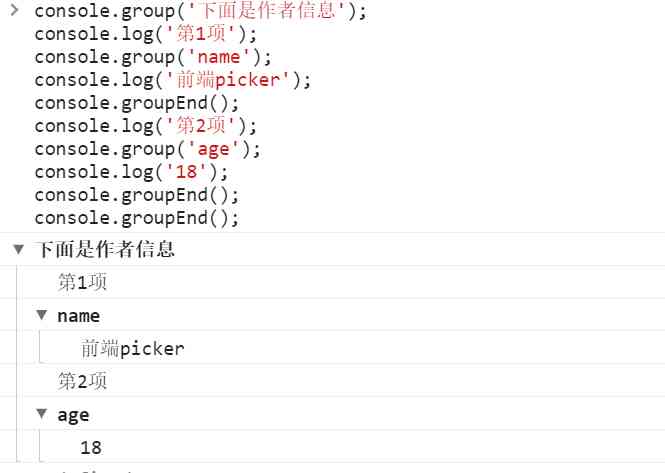 console.group('下面是作者信息');
console.log('第1项');
console.group('name');
console.log('前端picker');
console.groupEnd();
console.log('第2项');
console.group('age');
console.log('18');
console.groupEnd();
console.groupEnd();
下面是作者信息
第1项
name
前端picker
第2项
age
18